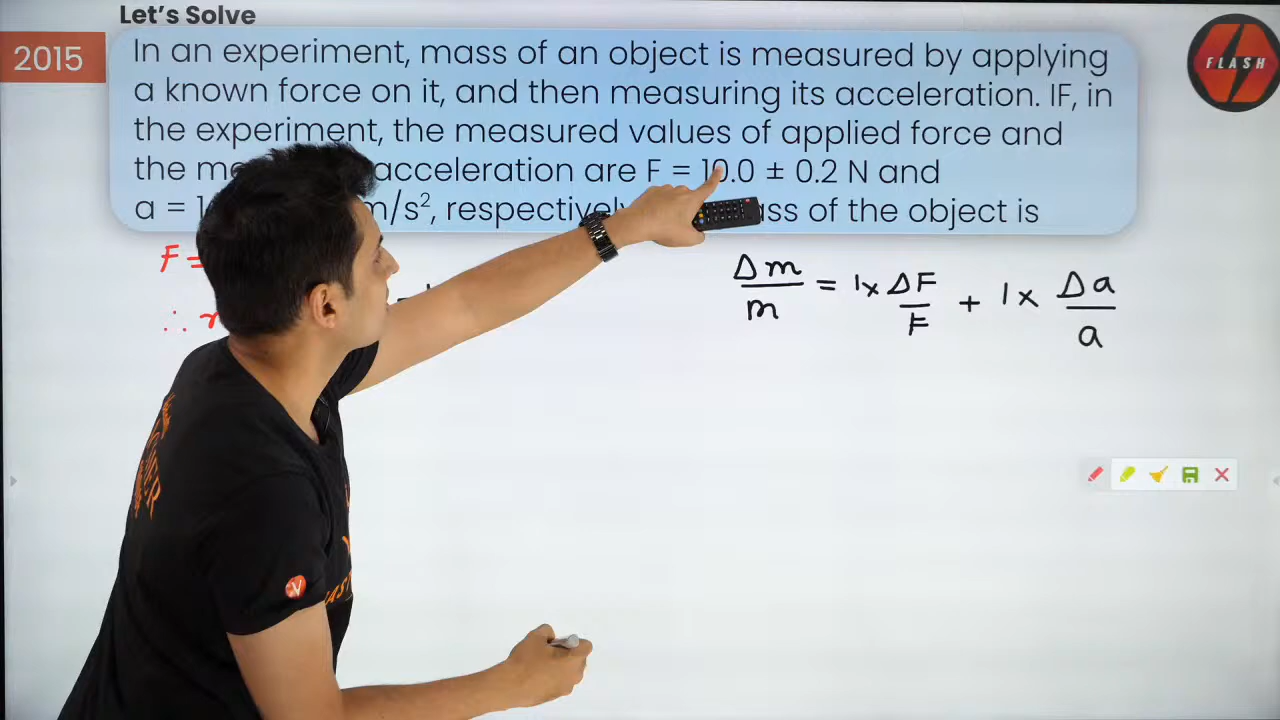 Let's Solve
2015
In an experiment, mass of an object is measured by applying
a known force on it, and then measuring its acceleration. IF, in
the experiment, the measured values of applied force and
the acceleration are F = 10.0 ± 0.2 N and
a = m/s², respectively of the object is
FLASH
F =
∴
Δm/m = 1× ΔF/F + 1× Δa/a
V